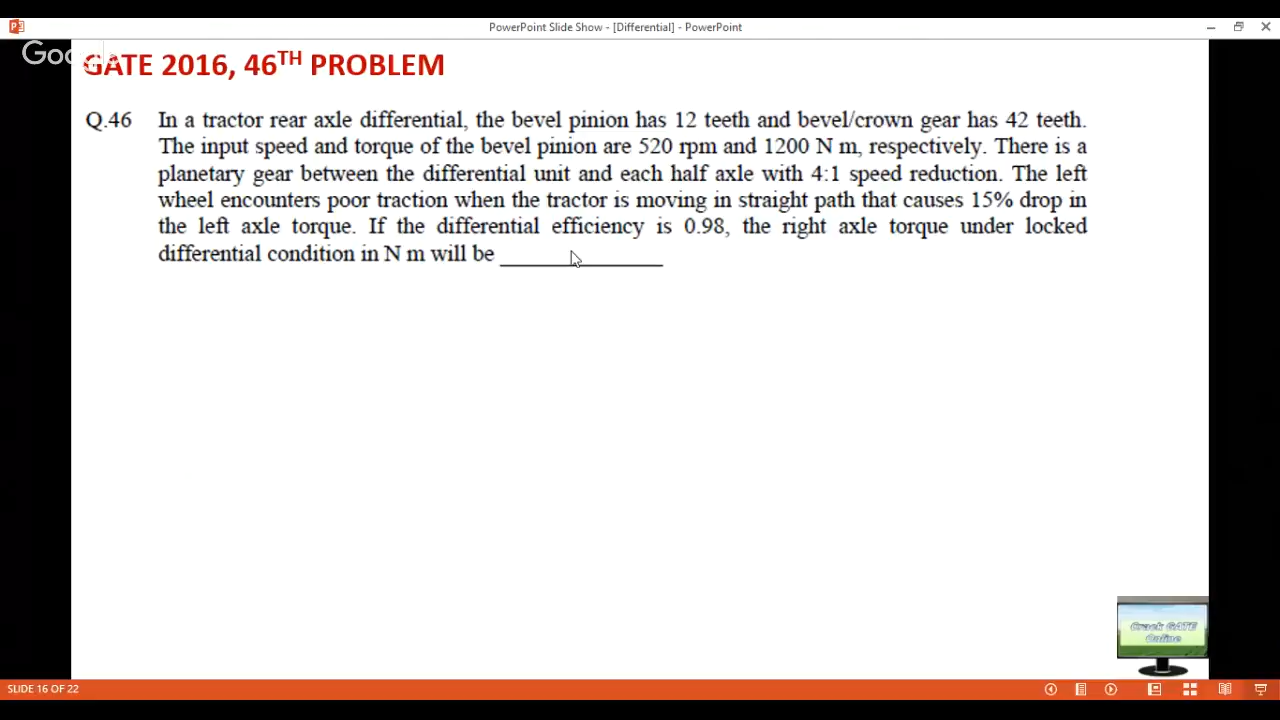 PowerPoint Slide Show - [Differential] - PowerPoint
Google
GATE 2016, 46TH PROBLEM
Q.46 In a tractor rear axle differential, the bevel pinion has 12 teeth and bevel/crown gear has 42 teeth.
The input speed and torque of the bevel pinion are 520 rpm and 1200 N m, respectively. There is a
planetary gear between the differential unit and each half axle with 4:1 speed reduction. The left
wheel encounters poor traction when the tractor is moving in straight path that causes 15% drop in
the left axle torque. If the differential efficiency is 0.98, the right axle torque under locked
differential condition in N m will be
Crack GATE
Online
SLIDE 16 OF 22